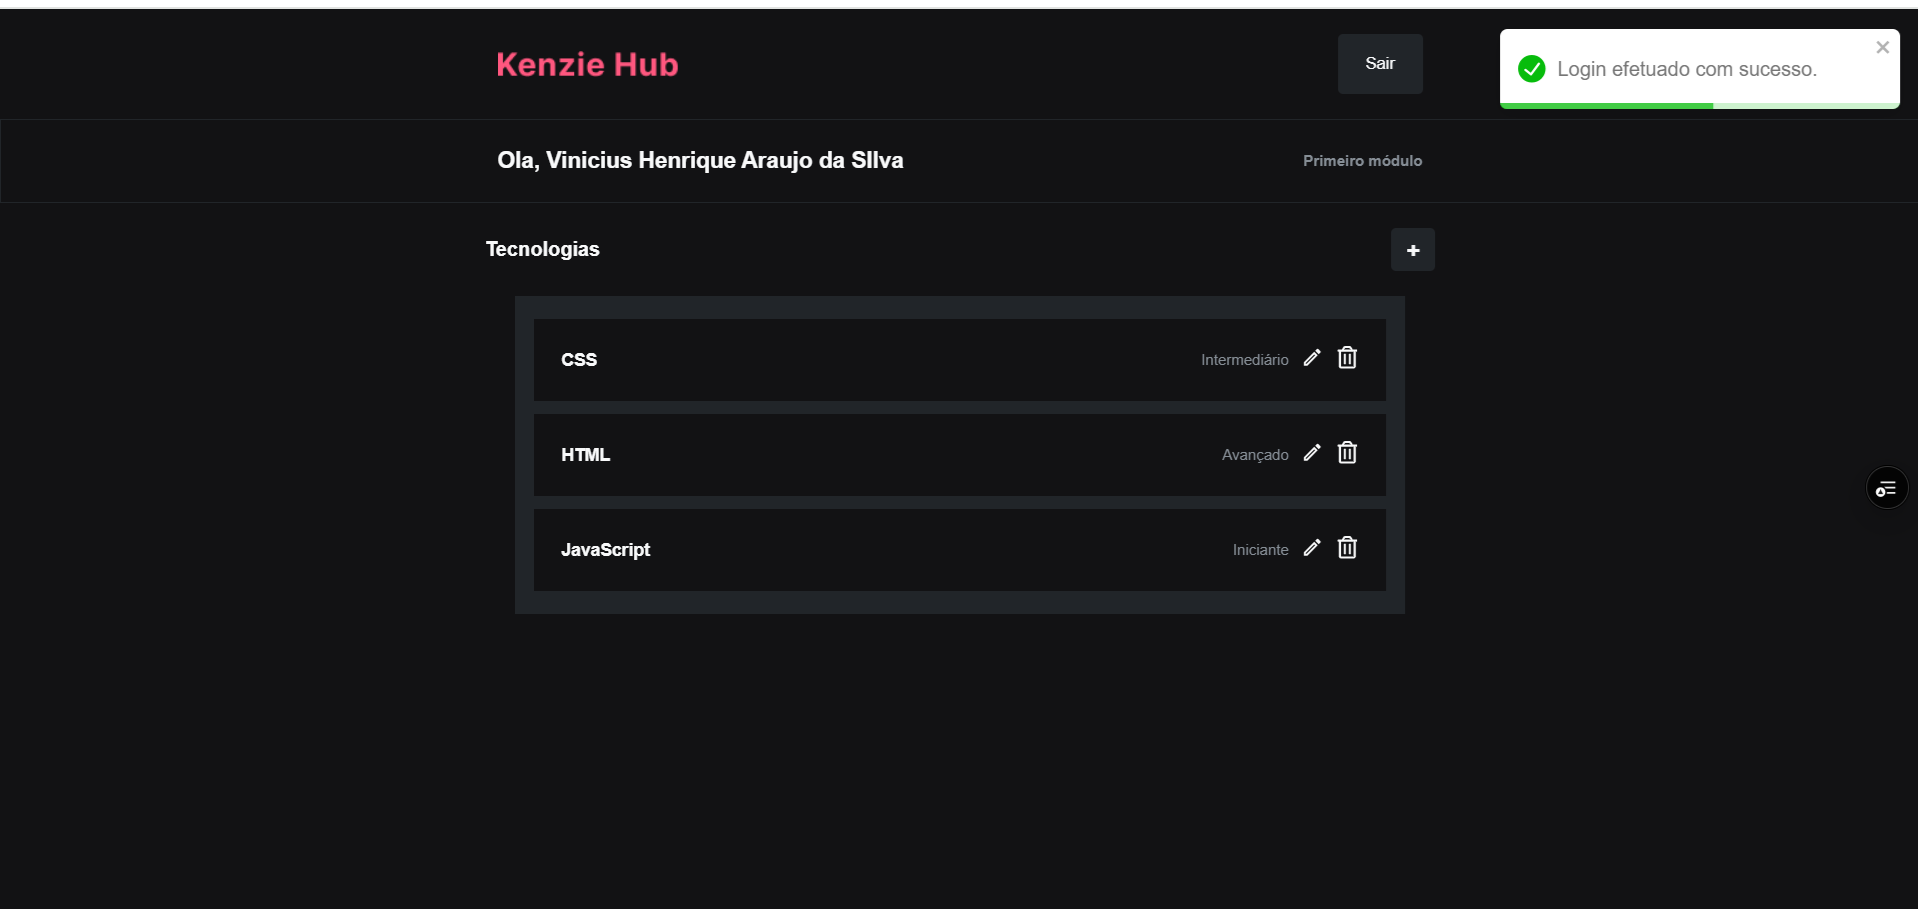 Kenzie Hub
Sair
Login efetuado com sucesso.
Ola, Vinicius Henrique Araujo da SIlva
Primeiro módulo
Tecnologias
+
CSS
Intermediário
HTML
Avançado
JavaScript
Iniciante